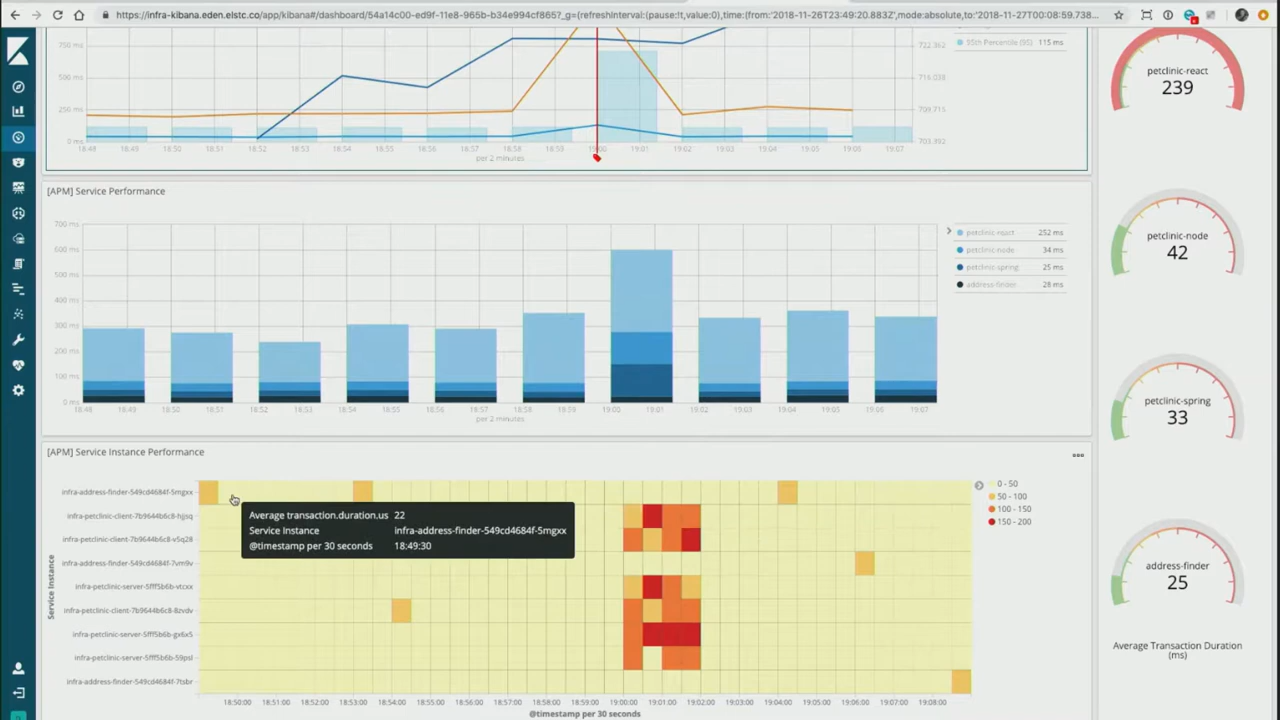 https://infra-kibana.eden.elstc.co/app/kibana#/dashboard/54a14c00-ed9f-11e8-965b-b34e994cf865?_g=(refreshInterval:(pause:!t,value:0),time:(from:'2018-11-26T23:49:20.883Z',mode:absolute,to:'2018-11-27T00:08:59.738...
750 ms
500 ms
250 ms
0 ms
722.362
716.038
709.715
703.392
18:48 18:49 18:50 18:51 18:52 18:53 18:54 18:55 18:56 18:57 18:58 18:59 19:00 19:01 19:02 19:03 19:04 19:05 19:06 19:07
per 2 minutes
95th Percentile (95) 115 ms
petclinic-react
239
[APM] Service Performance
700 ms
600 ms
500 ms
400 ms
300 ms
200 ms
100 ms
0 ms
18:48 18:49 18:50 18:51 18:52 18:53 18:54 18:55 18:56 18:57 18:58 18:59 19:00 19:01 19:02 19:03 19:04 19:05 19:06 19:07
per 2 minutes
petclinic-react 252 ms
petclinic-node 34 ms
petclinic-spring 25 ms
address-finder 28 ms
petclinic-node
42
petclinic-spring
33
[APM] Service Instance Performance
Service Instance
infra-address-finder-549cd4684f-5mgxx
infra-petclinic-client-7b9644b6c8-hjjsq
infra-petclinic-client-7b9644b6c8-v5q28
infra-address-finder-549cd4684f-7vm9v
infra-petclinic-server-5fff5b6b-vtcxx
infra-petclinic-client-7b9644b6c8-8zvdv
infra-petclinic-server-5fff5b6b-gx6x5
infra-petclinic-server-5fff5b6b-59psl
infra-address-finder-549cd4684f-7tsbr
Average transaction.duration.us 22
Service Instance infra-address-finder-549cd4684f-5mgxx
@timestamp per 30 seconds 18:49:30
0 - 50
50 - 100
100 - 150
150 - 200
18:50:00 18:51:00 18:52:00 18:53:00 18:54:00 18:55:00 18:56:00 18:57:00 18:58:00 18:59:00 19:00:00 19:01:00 19:02:00 19:03:00 19:04:00 19:05:00 19:06:00 19:07:00 19:08:00
@timestamp per 30 seconds
address-finder
25
Average Transaction Duration
(ms)